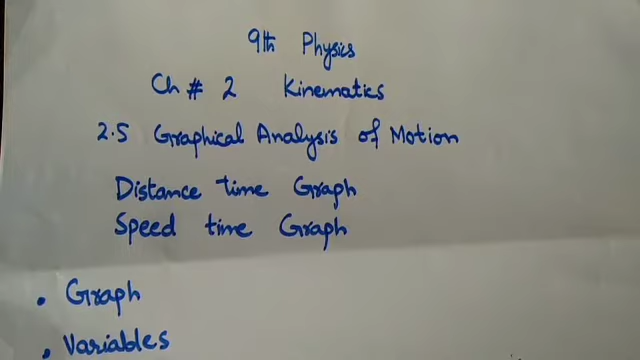 9th Physics
Ch # 2 Kinematics
2.5 Graphical Analysis of Motion
Distance time Graph
Speed time Graph
• Graph
• Variables